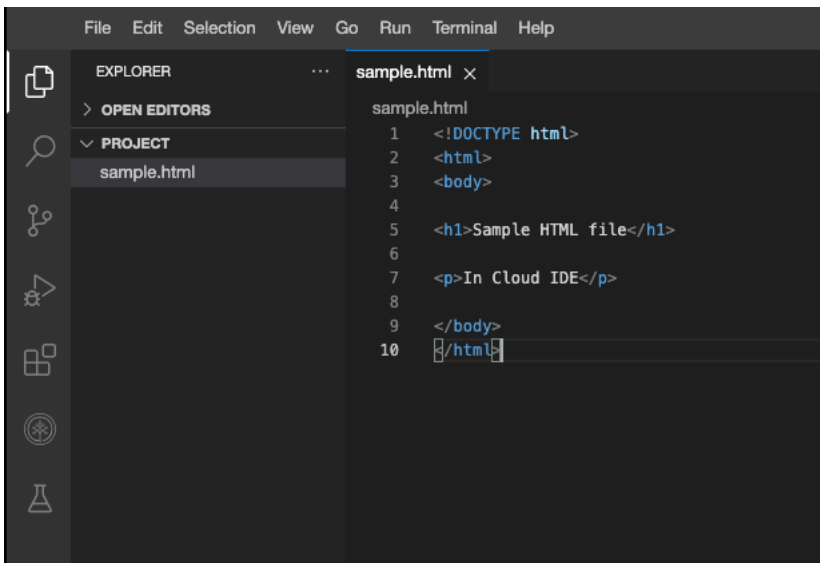 File Edit Selection View Go Run Terminal Help
EXPLORER ···
OPEN EDITORS
PROJECT
sample.html
sample.html ×
sample.html
1 <!DOCTYPE html>
2 <html>
3 <body>
4
5 <h1>Sample HTML file</h1>
6
7 <p>In Cloud IDE</p>
8
9 </body>
10 </html>